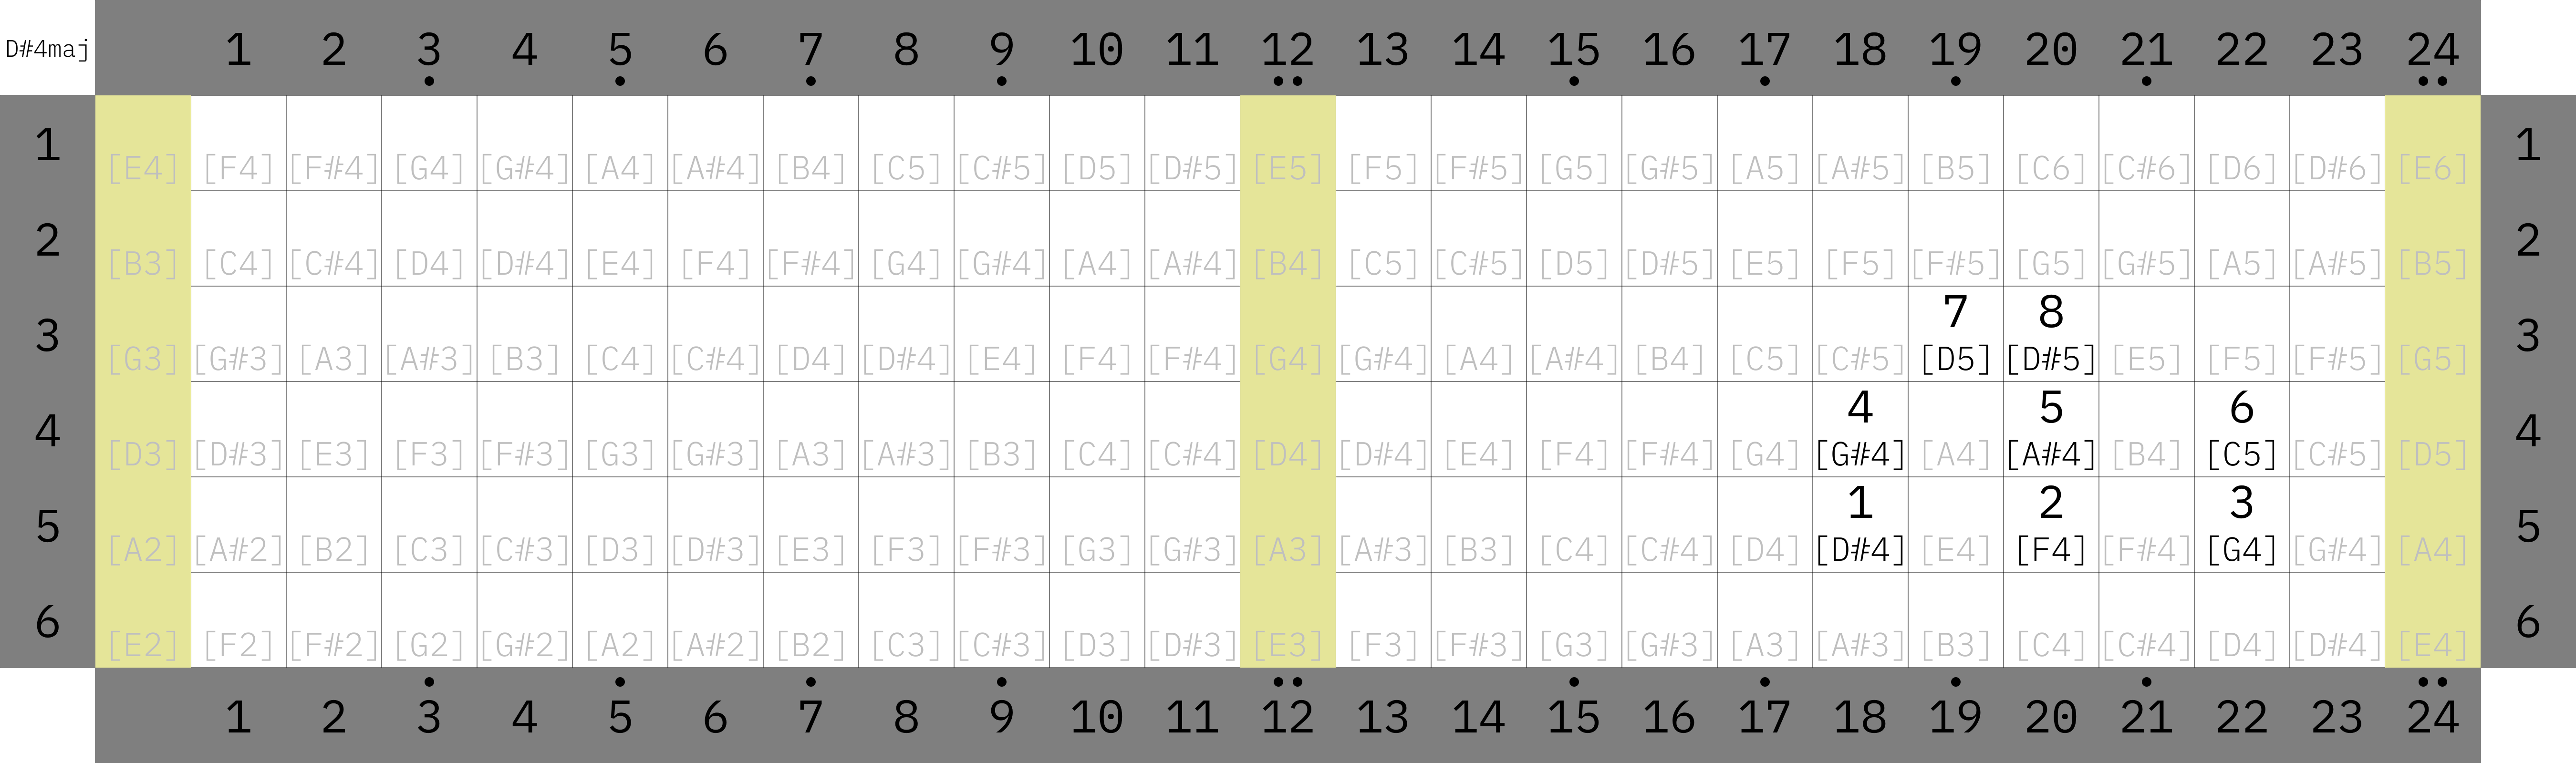 D#4maj 1 2 3 4 5 6 7 8 9 10 11 12 13 14 15 16 17 18 19 20 21 22 23 24
1 [E4] [F4] [F#4] [G4] [G#4] [A4] [A#4] [B4] [C5] [C#5] [D5] [D#5] [E5] [F5] [F#5] [G5] [G#5] [A5] [A#5] [B5] [C6] [C#6] [D6] [D#6] [E6] 1
2 [B3] [C4] [C#4] [D4] [D#4] [E4] [F4] [F#4] [G4] [G#4] [A4] [A#4] [B4] [C5] [C#5] [D5] [D#5] [E5] [F5] [F#5] [G5] [G#5] [A5] [A#5] [B5] 2
7 8
3 [G3] [G#3] [A3] [A#3] [B3] [C4] [C#4] [D4] [D#4] [E4] [F4] [F#4] [G4] [G#4] [A4] [A#4] [B4] [C5] [C#5] [D5] [D#5] [E5] [F5] [F#5] [G5] 3
4 5 6
4 [D3] [D#3] [E3] [F3] [F#3] [G3] [G#3] [A3] [A#3] [B3] [C4] [C#4] [D4] [D#4] [E4] [F4] [F#4] [G4] [G#4] [A4] [A#4] [B4] [C5] [C#5] [D5] 4
1 2 3
5 [A2] [A#2] [B2] [C3] [C#3] [D3] [D#3] [E3] [F3] [F#3] [G3] [G#3] [A3] [A#3] [B3] [C4] [C#4] [D4] [D#4] [E4] [F4] [F#4] [G4] [G#4] [A4] 5
6 [E2] [F2] [F#2] [G2] [G#2] [A2] [A#2] [B2] [C3] [C#3] [D3] [D#3] [E3] [F3] [F#3] [G3] [G#3] [A3] [A#3] [B3] [C4] [C#4] [D4] [D#4] [E4] 6
1 2 3 4 5 6 7 8 9 10 11 12 13 14 15 16 17 18 19 20 21 22 23 24